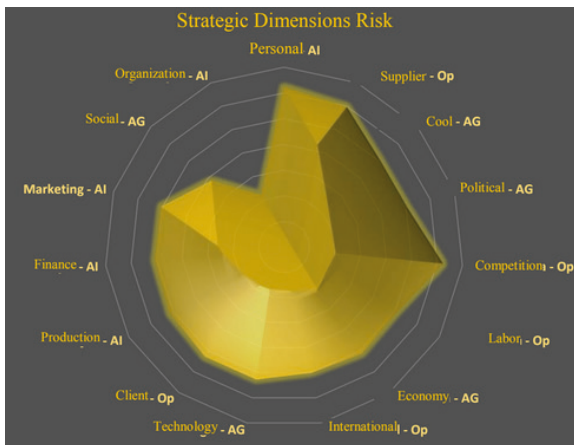 Strategic Dimensions Risk
Personal AI
Supplier - Op
Cool - AG
Political - AG
Competition - Op
Labor - Op
Economy - AG
International - Op
Technology - AG
Client - Op
Production - AI
Finance - AI
Marketing - AI
Social - AG
Organization - AI